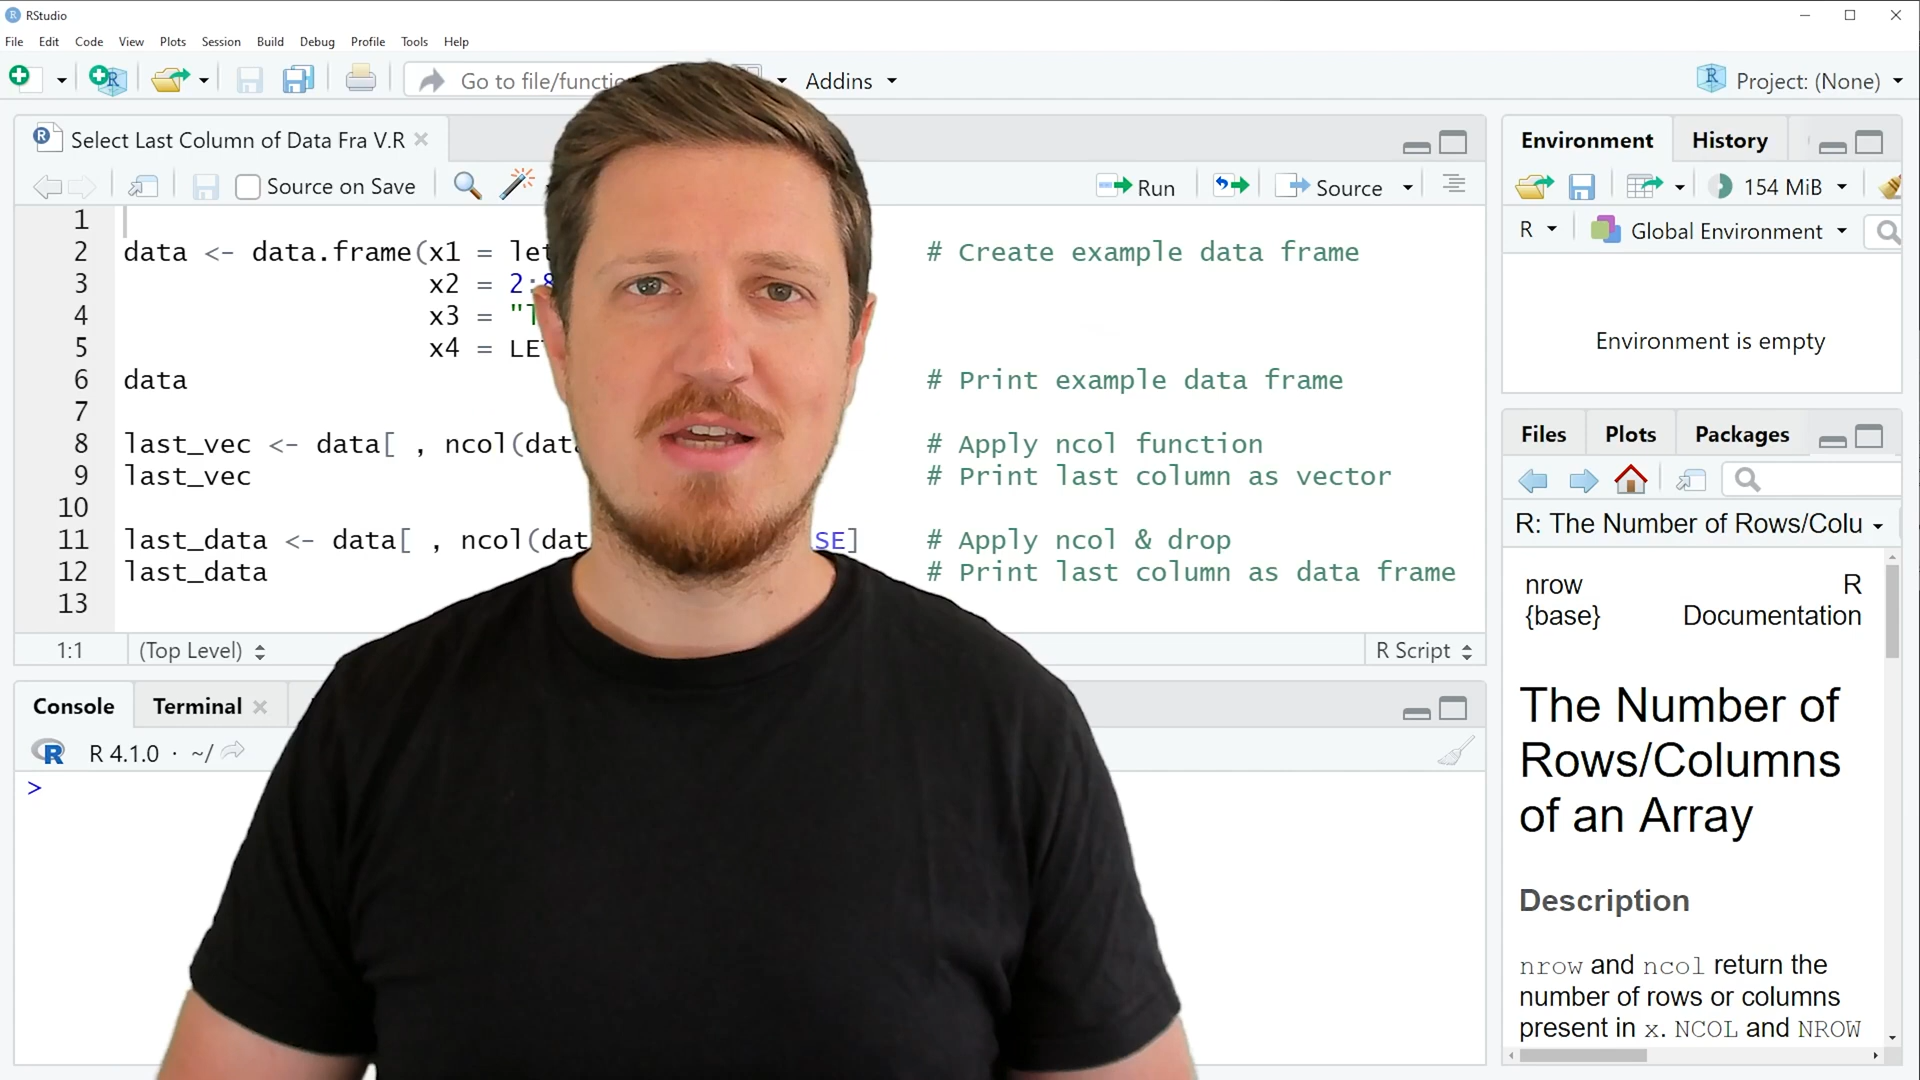 RStudio
File Edit Code View Plots Session Build Debug Profile Tools Help
Go to file/functio
Addins
Project: (None)
Select Last Column of Data Fra V.R
Source on Save
Run
Source
1
2 data <- data.frame(x1 = let # Create example data frame
3 x2 = 2:8
4 x3 = "T
5 x4 = LE
6 data # Print example data frame
7
8 last_vec <- data[ , ncol(dat # Apply ncol function
9 last_vec # Print last column as vector
10
11 last_data <- data[ , ncol(dat SE] # Apply ncol & drop
12 last_data # Print last column as data frame
13
1:1 (Top Level) R Script
Console Terminal
R 4.1.0 · ~/
>
Environment History
154 MiB
R Global Environment
Environment is empty
Files Plots Packages
R: The Number of Rows/Colu
nrow R
{base} Documentation
The Number of
Rows/Columns
of an Array
Description
nrow and ncol return the
number of rows or columns
present in x. NCOL and NROW